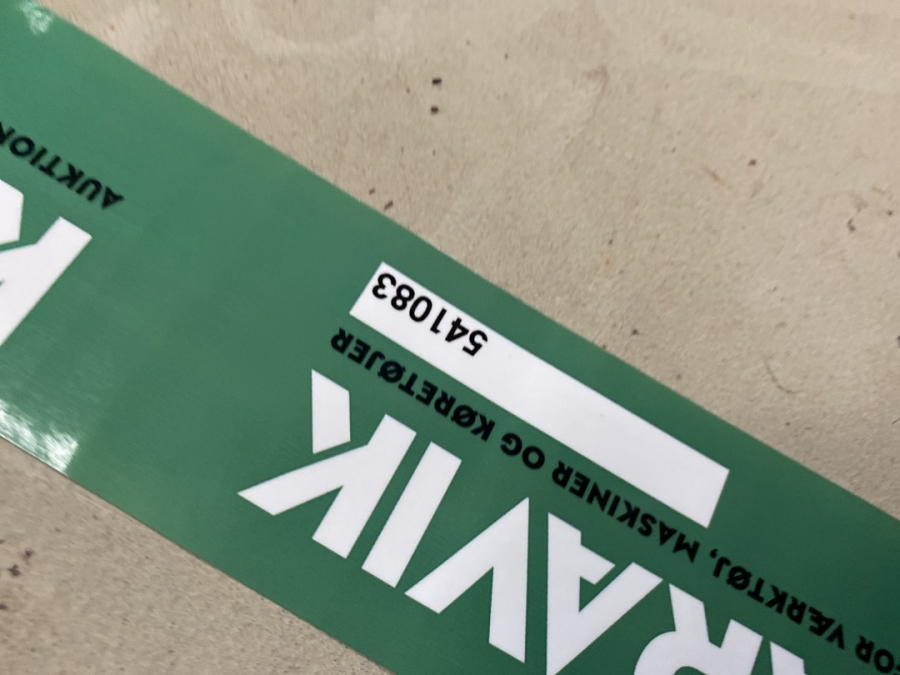 RAVIK
FOR VÆRKTØJ, MASKINER OG KØRETØJER
541083
K
AUKTION